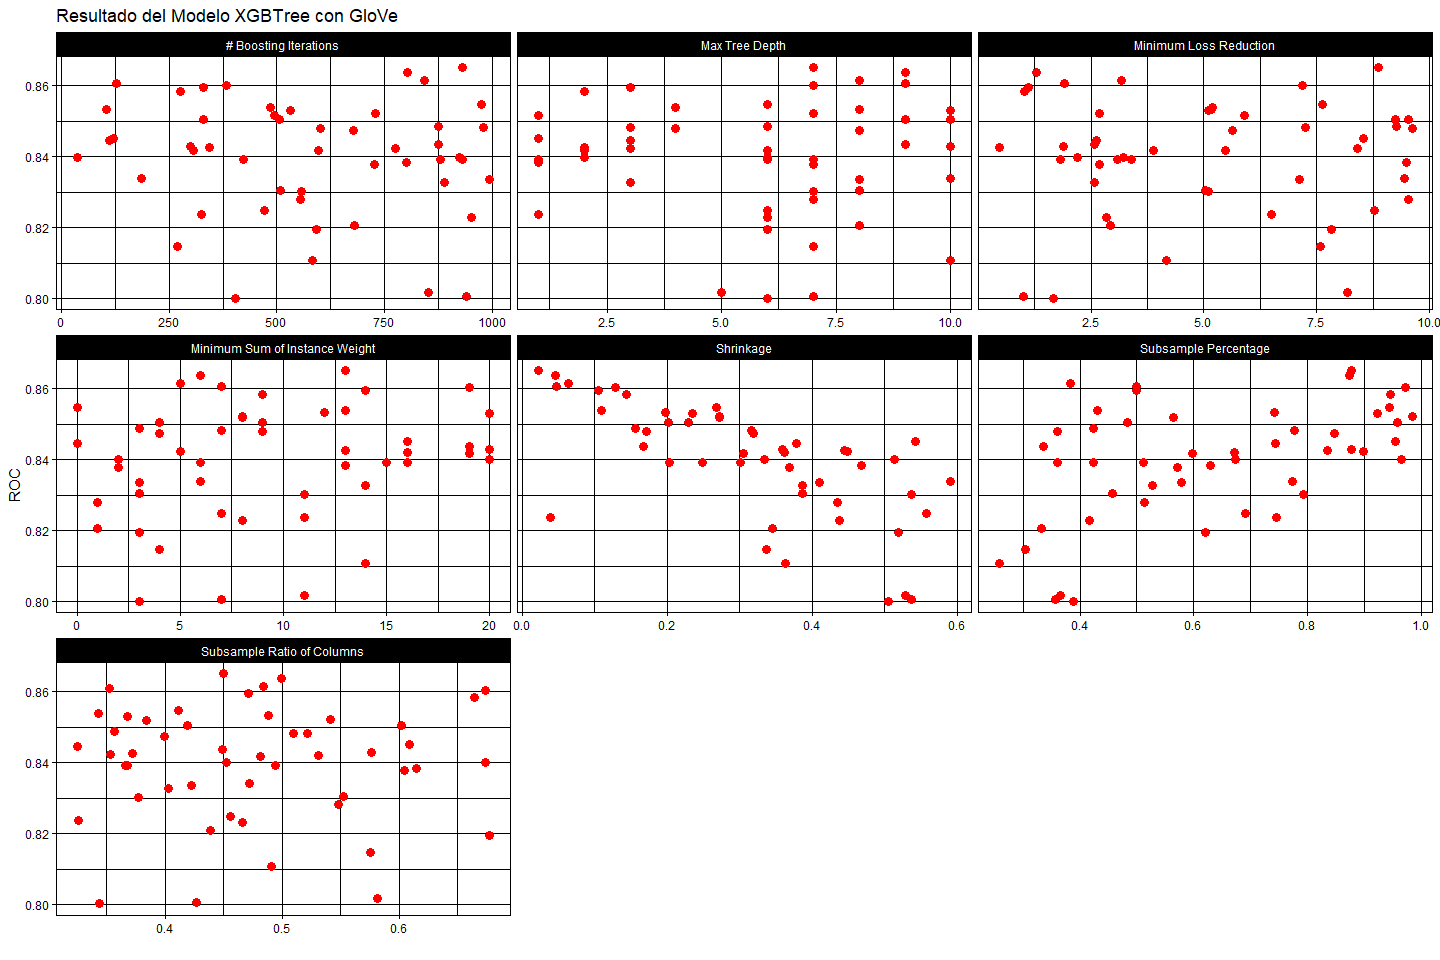 Resultado del Modelo XGBTree con GloVe
# Boosting Iterations
Max Tree Depth
Minimum Loss Reduction
0.86
0.84
0.82
0.80
0 250 500 750 1000
2.5 5.0 7.5 10.0
2.5 5.0 7.5 10.0
Minimum Sum of Instance Weight
Shrinkage
Subsample Percentage
0.86
0.84
0.82
0.80
ROC
0 5 10 15 20
0.0 0.2 0.4 0.6
0.4 0.6 0.8 1.0
Subsample Ratio of Columns
0.86
0.84
0.82
0.80
0.4 0.5 0.6